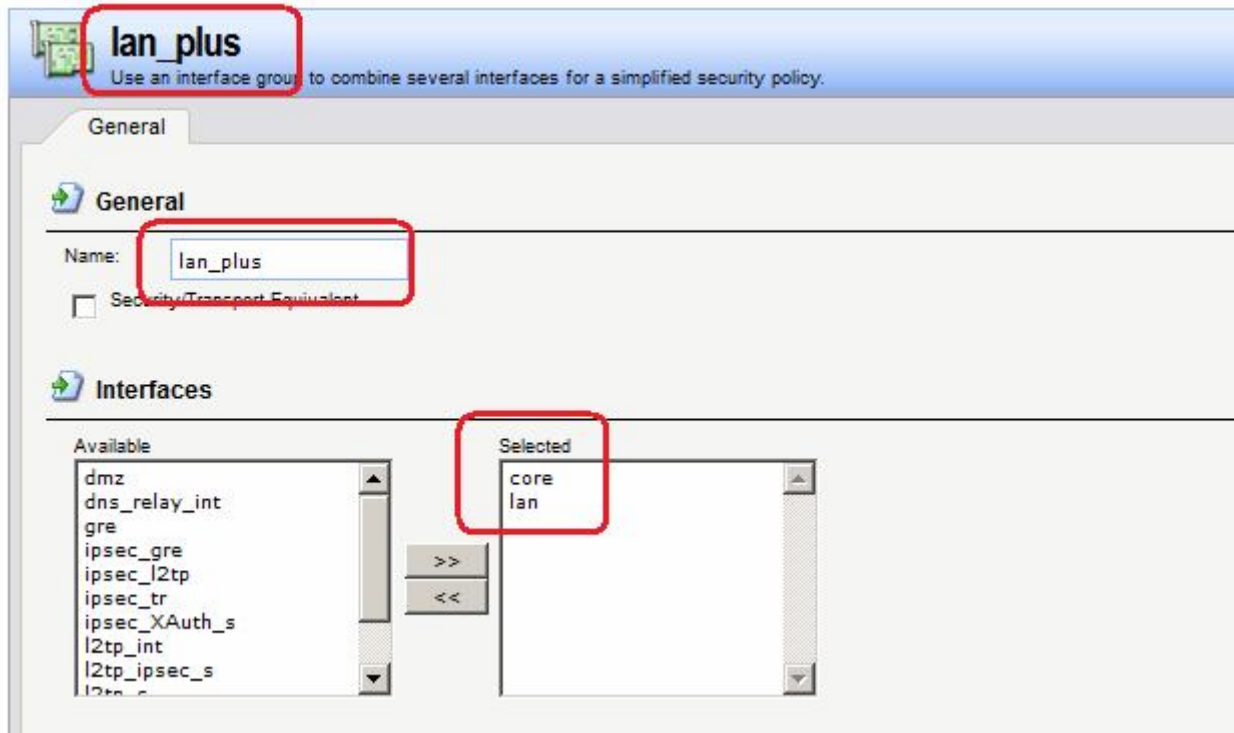 lan_plus
Use an interface group to combine several interfaces for a simplified security policy.
General
General
Name:
lan_plus
Security/Transport Equivalent
Interfaces
Available
dmz
dns_relay_int
gre
ipsec_gre
ipsec_l2tp
ipsec_tr
ipsec_XAuth_s
l2tp_int
l2tp_ipsec_s
l2tp_s
>>
<<
Selected
core
lan